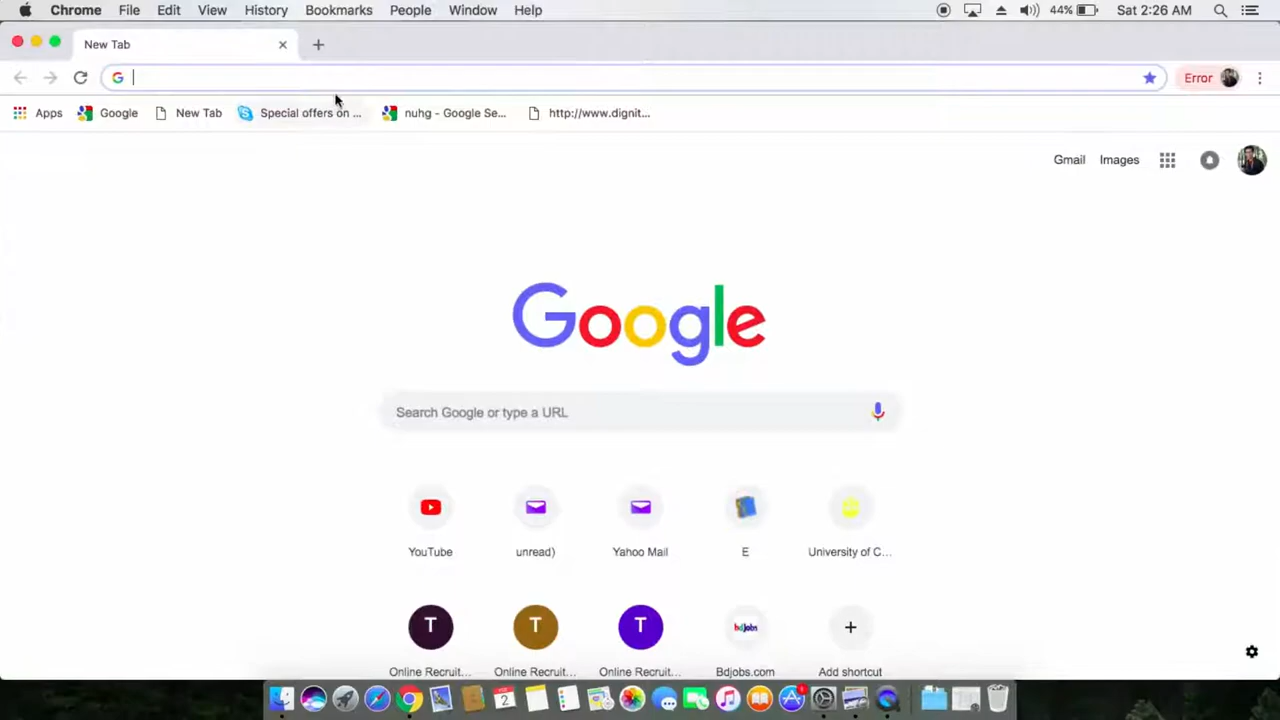 Chrome File Edit View History Bookmarks People Window Help 44% Sat 2:26 AM
New Tab
Error
Apps Google New Tab Special offers on ... nuhg - Google Se... http://www.dignit...
Gmail Images
Google
Search Google or type a URL
YouTube unread) Yahoo Mail E University of C...
T T T bdjobs
Online Recruit... Online Recruit... Online Recruit... Bdjobs.com Add shortcut
2